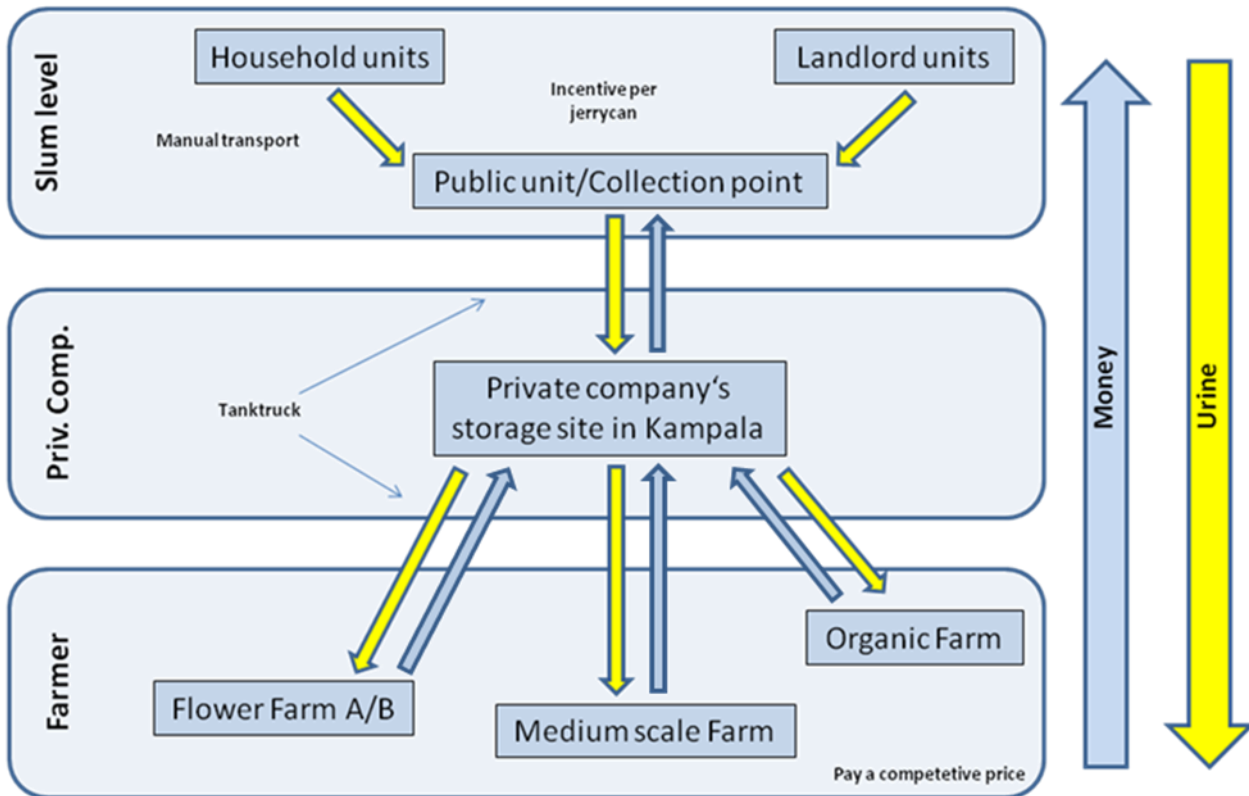 Slum level
Household units
Landlord units
Incentive per
jerrycan
Manual transport
Public unit/Collection point
Priv. Comp.
Private company‘s
storage site in Kampala
Tanktruck
Money
Urine
Farmer
Organic Farm
Flower Farm A/B
Medium scale Farm
Pay a competetive price